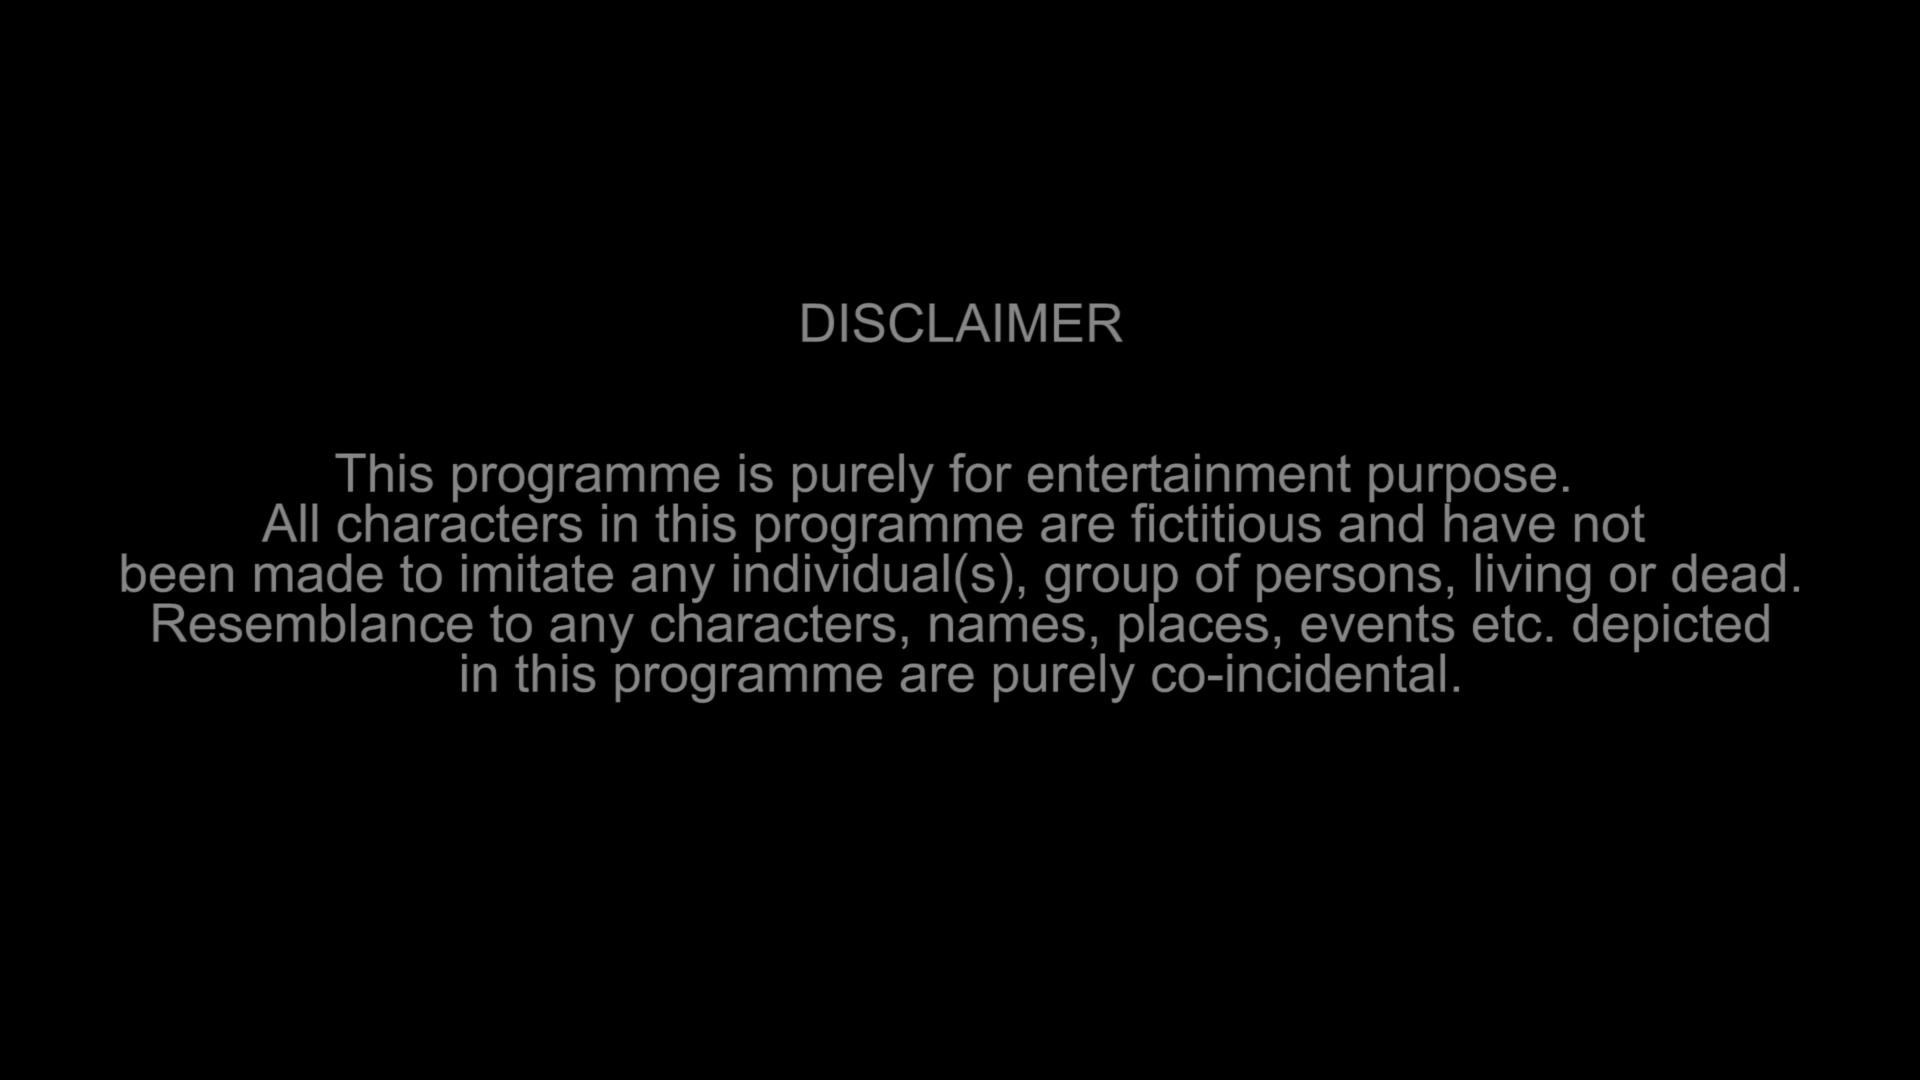 DISCLAIMER
This programme is purely for entertainment purpose.
All characters in this programme are fictitious and have not
been made to imitate any individual(s), group of persons, living or dead.
Resemblance to any characters, names, places, events etc. depicted
in this programme are purely co-incidental.